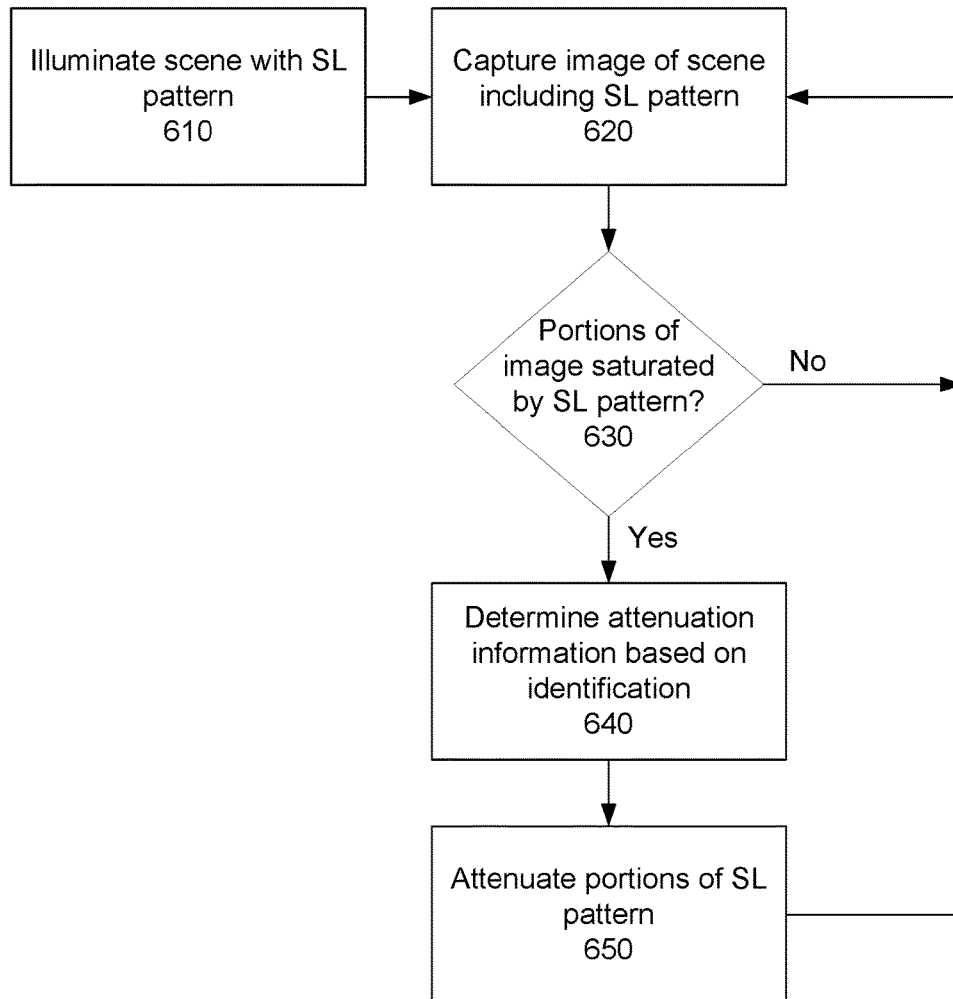 Illuminate scene with SL
pattern
610
Capture image of scene
including SL pattern
620
Portions of
image saturated
by SL pattern?
630
No
Yes
Determine attenuation
information based on
identification
640
Attenuate portions of SL
pattern
650